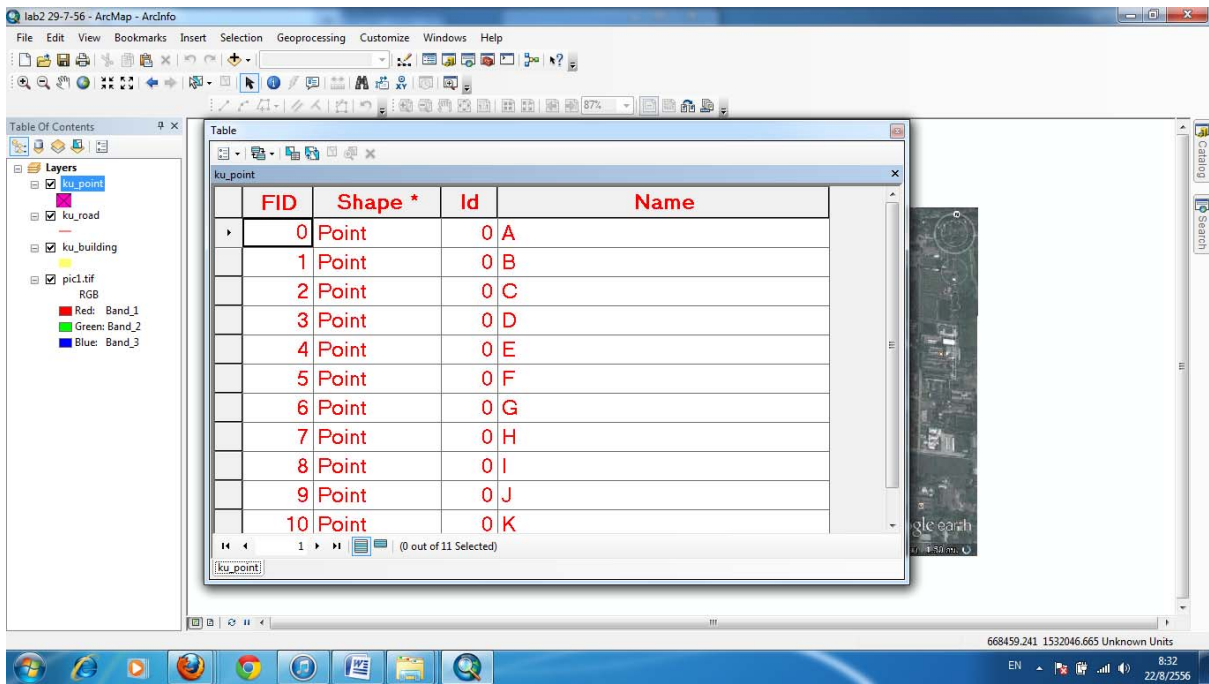 lab2 29-7-56 - ArcMap - ArcInfo
File Edit View Bookmarks Insert Selection Geoprocessing Customize Windows Help
87%
Table Of Contents
Layers
ku_point
ku_road
ku_building
pic1.tif
RGB
Red: Band_1
Green: Band_2
Blue: Band_3
Table
ku_point
FID Shape * Id Name
0 Point 0 A
1 Point 0 B
2 Point 0 C
3 Point 0 D
4 Point 0 E
5 Point 0 F
6 Point 0 G
7 Point 0 H
8 Point 0 I
9 Point 0 J
10 Point 0 K
1 (0 out of 11 Selected)
ku_point
Catalog
Search
gle earth
668459.241 1532046.665 Unknown Units
EN
8:32
22/8/2556